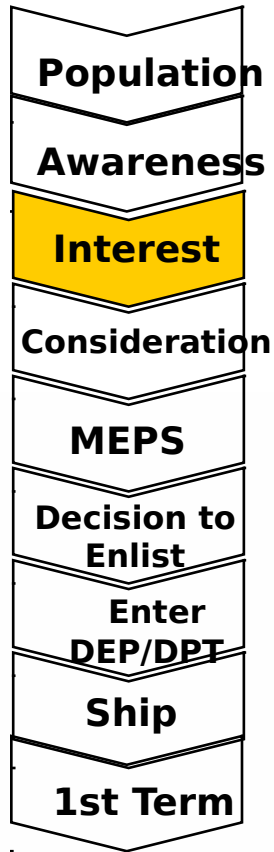 Population
Awareness
Interest
Consideration
MEPS
Decision to
Enlist
Enter
DEP/DPT
Ship
1st Term